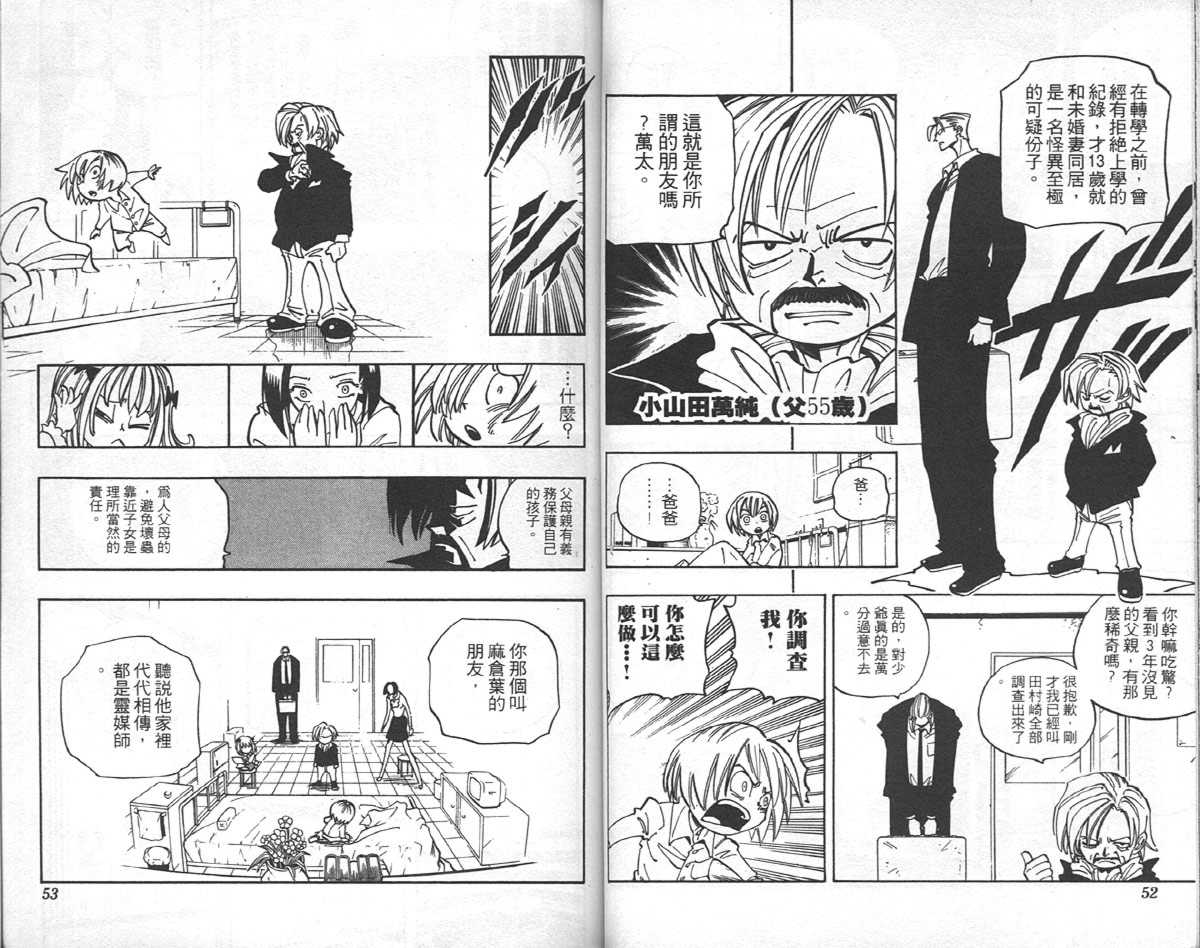 在轉學之前，曾
經有拒絕上學的
紀錄，才13歲就
和未婚妻同居，
是一名怪異至極
的可疑份子。
這就是你所
謂的朋友嗎
？萬太。
小山田萬純（父55歲）
爸…
……
爸爸
……！
你幹嘛吃驚？
看到3年沒見
的父親，有那
麼稀奇嗎？
很抱歉，剛
才我已經叫
田村崎全部
調查出來了
。
是的，對少
爺真的是萬
分過意不去
。
你調查
我！
你怎麼
可以這
麼做…！
52
…什麼？
父母親有義
務保護自己
的孩子。
爲人父母的
，避免壞蟲
靠近子女是
理所當然的
責任。
你那個叫
麻倉葉的
朋友，
聽說他家裡
代代相傳，
都是靈媒師
。
53